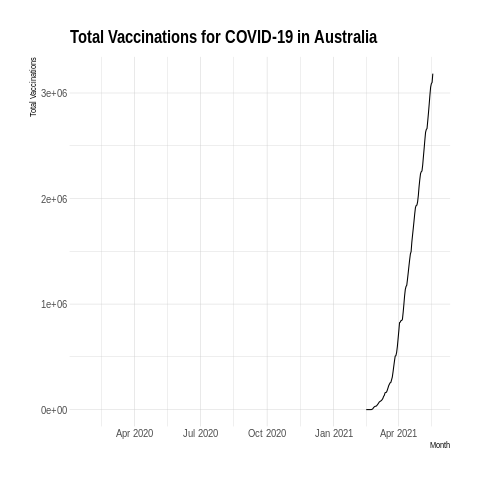 Total Vaccinations for COVID-19 in Australia
Total Vaccinations
3e+06
2e+06
1e+06
0e+00
Apr 2020 Jul 2020 Oct 2020 Jan 2021 Apr 2021
Month